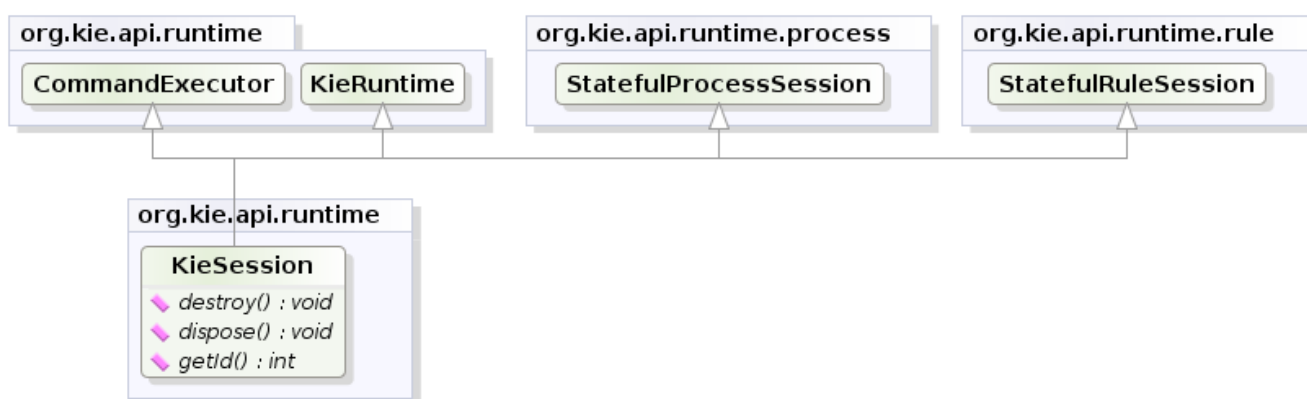 org.kie.api.runtime
CommandExecutor
KieRuntime
org.kie.api.runtime.process
StatefulProcessSession
org.kie.api.runtime.rule
StatefulRuleSession
org.kie.api.runtime
KieSession
destroy() : void
dispose() : void
getId() : int